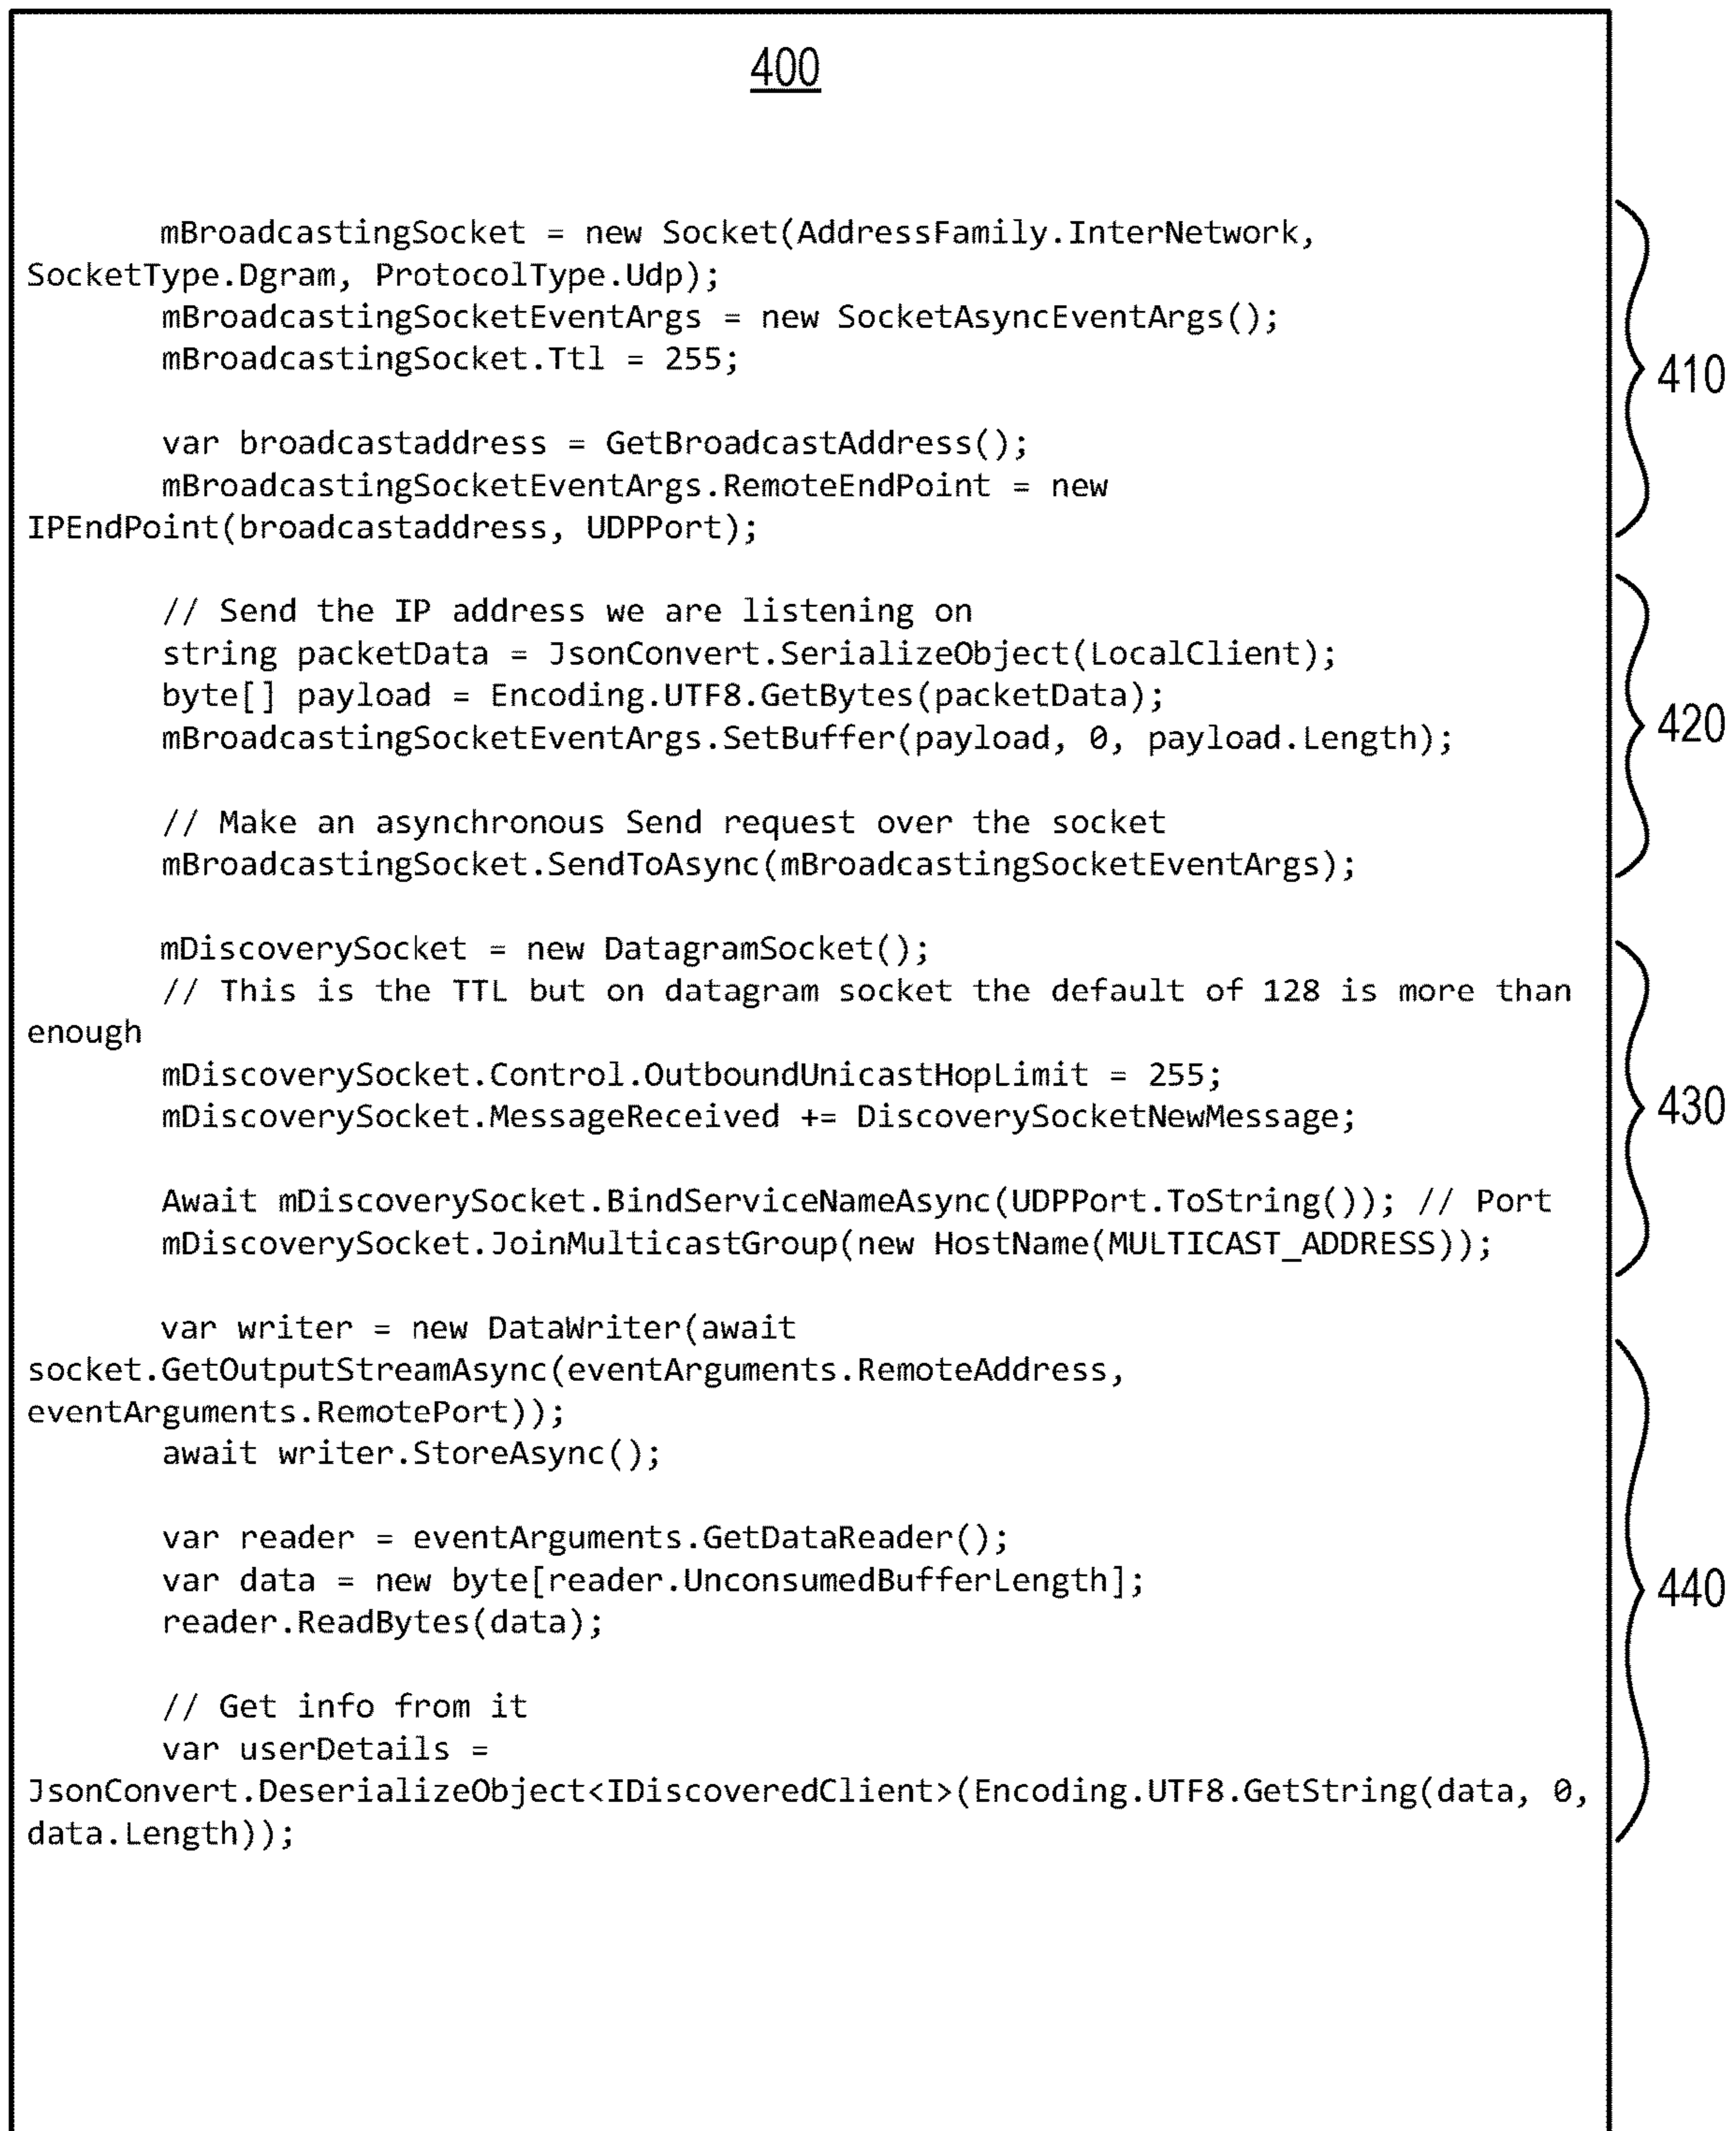 400
mBroadcastingSocket = new Socket(AddressFamily.InterNetwork,
SocketType.Dgram, ProtocolType.Udp);
mBroadcastingSocketEventArgs = new SocketAsyncEventArgs();
mBroadcastingSocket.Ttl = 255;
var broadcastaddress = GetBroadcastAddress();
mBroadcastingSocketEventArgs.RemoteEndPoint = new
IPEndPoint(broadcastaddress, UDPPort);
410
// Send the IP address we are listening on
string packetData = JsonConvert.SerializeObject(LocalClient);
byte[] payload = Encoding.UTF8.GetBytes(packetData);
mBroadcastingSocketEventArgs.SetBuffer(payload, 0, payload.Length);
// Make an asynchronous Send request over the socket
mBroadcastingSocket.SendToAsync(mBroadcastingSocketEventArgs);
420
mDiscoverySocket = new DatagramSocket();
// This is the TTL but on datagram socket the default of 128 is more than
enough
mDiscoverySocket.Control.OutboundUnicastHopLimit = 255;
mDiscoverySocket.MessageReceived += DiscoverySocketNewMessage;
Await mDiscoverySocket.BindServiceNameAsync(UDPPort.ToString()); // Port
mDiscoverySocket.JoinMulticastGroup(new HostName(MULTICAST_ADDRESS));
430
var writer = new DataWriter(await
socket.GetOutputStreamAsync(eventArguments.RemoteAddress,
eventArguments.RemotePort));
await writer.StoreAsync();
var reader = eventArguments.GetDataReader();
var data = new byte[reader.UnconsumedBufferLength];
reader.ReadBytes(data);
// Get info from it
var userDetails =
JsonConvert.DeserializeObject<IDiscoveredClient>(Encoding.UTF8.GetString(data, 0,
data.Length));
440